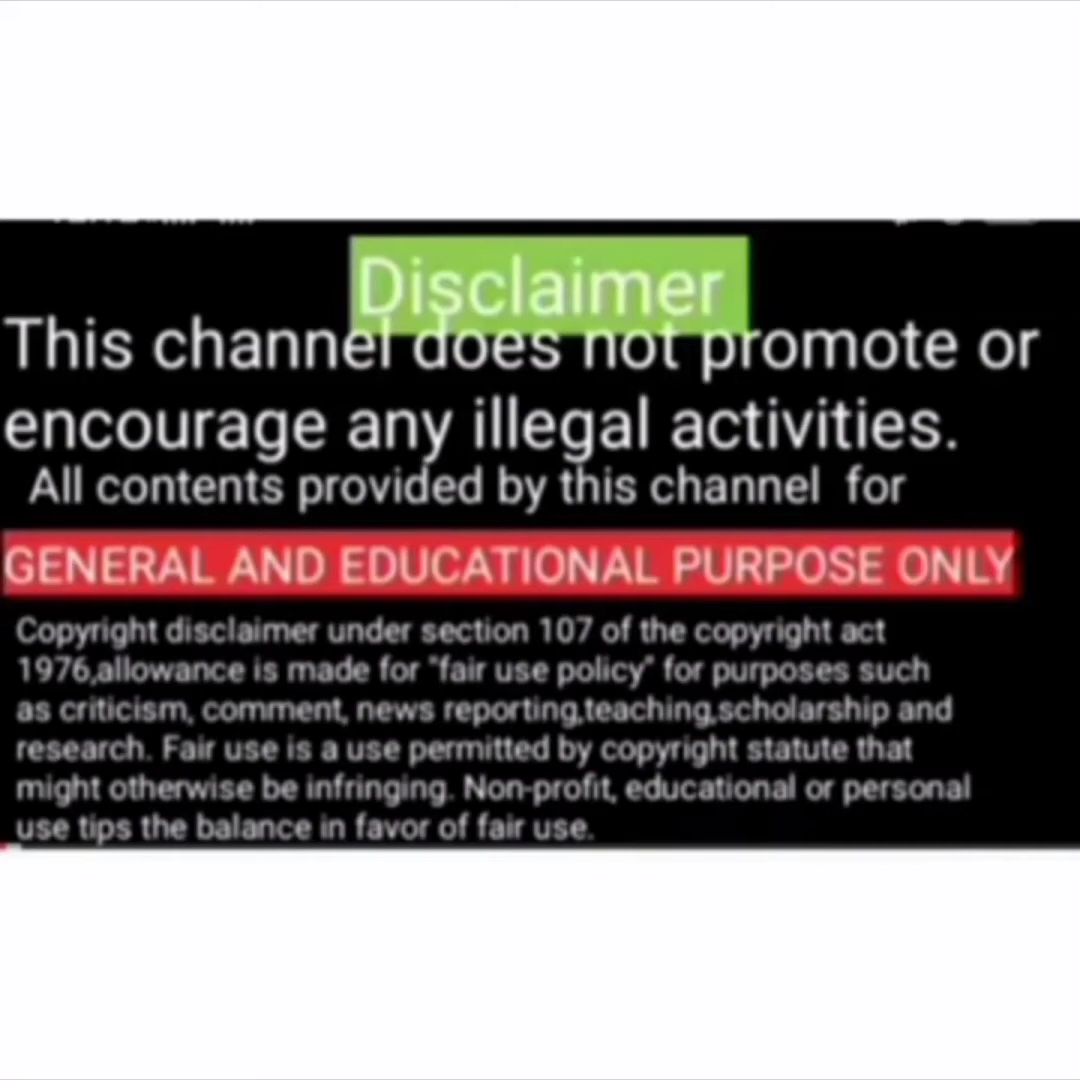 Disclaimer
This channel does not promote or
encourage any illegal activities.
All contents provided by this channel for
GENERAL AND EDUCATIONAL PURPOSE ONLY
Copyright disclaimer under section 107 of the copyright act
1976,allowance is made for "fair use policy" for purposes such
as criticism, comment, news reporting,teaching,scholarship and
research. Fair use is a use permitted by copyright statute that
might otherwise be infringing. Non-profit, educational or personal
use tips the balance in favor of fair use.